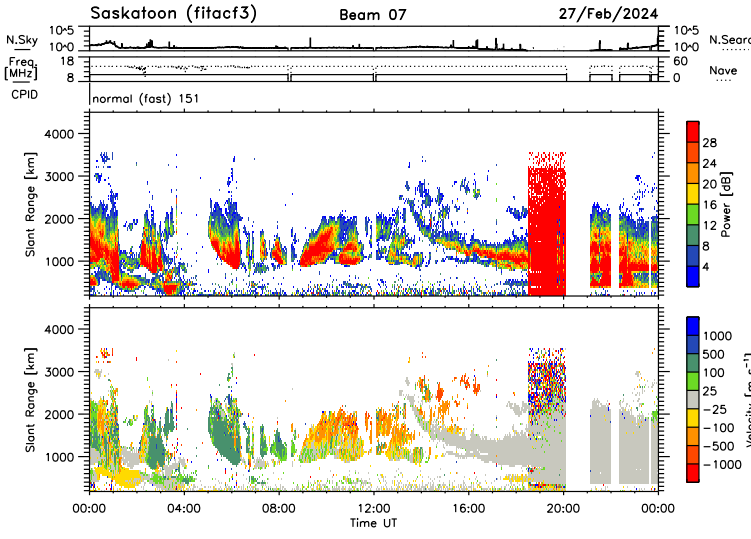 Saskatoon (fitacf3) Beam 07 27/Feb/2024
N.Sky 10^5 10^5 N.Sear
10^0 10^0
Freq. 18 60 Nave
[MHz] 8 0
CPID normal (fast) 151
4000
3000
2000
1000
Slant Range [km]
28
24
20
16
12
8
4
Power [dB]
4000
3000
2000
1000
Slant Range [km]
1000
500
100
25
-25
-100
-500
-1000
Velocity [m s^-1]
00:00 04:00 08:00 12:00 16:00 20:00 00:00
Time UT